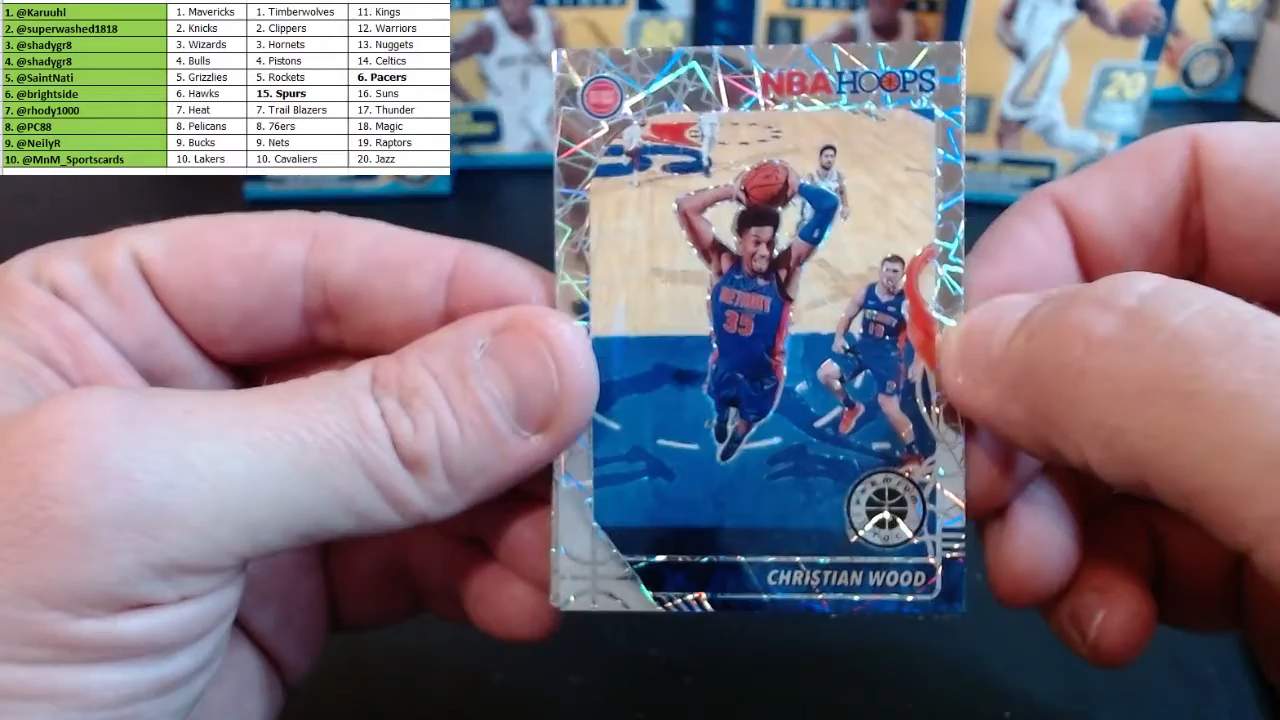 1. @Karuuhl 1. Mavericks 1. Timberwolves 11. Kings
2. @superwashed1818 2. Knicks 2. Clippers 12. Warriors
3. @shadygr8 3. Wizards 3. Hornets 13. Nuggets
4. @shadygr8 4. Bulls 4. Pistons 14. Celtics
5. @SaintNati 5. Grizzlies 5. Rockets 6. Pacers
6. @brightside 6. Hawks 15. Spurs 16. Suns
7. @rhody1000 7. Heat 7. Trail Blazers 17. Thunder
8. @PC88 8. Pelicans 8. 76ers 18. Magic
9. @NeilyR 9. Bucks 9. Nets 19. Raptors
10. @MnM_Sportscards 10. Lakers 10. Cavaliers 20. Jazz
NBA HOOPS
DETROIT
35
CHRISTIAN WOOD
20